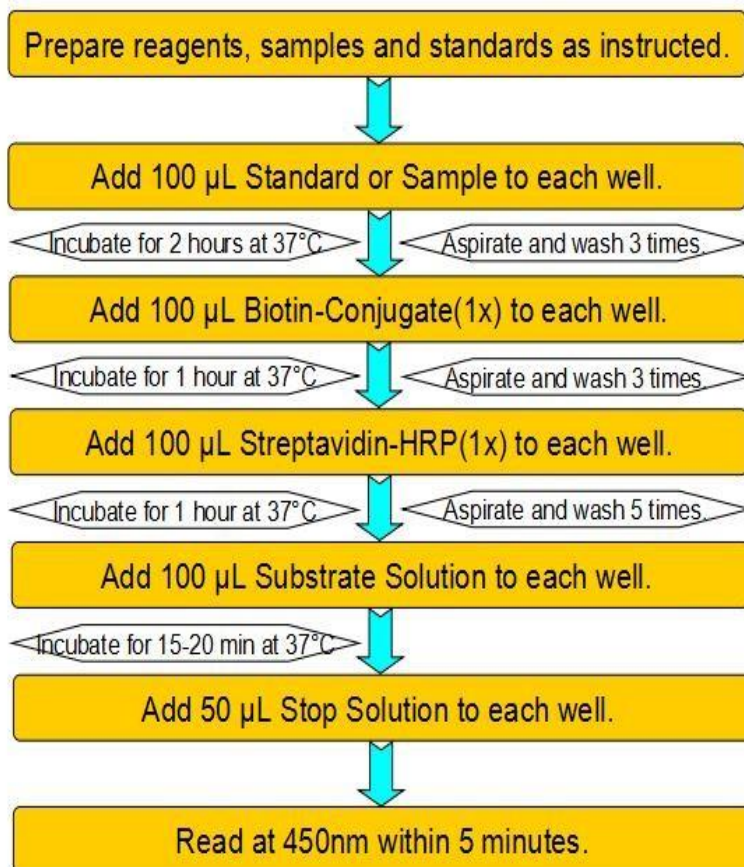 Prepare reagents, samples and standards as instructed.
Add 100 µL Standard or Sample to each well.
Incubate for 2 hours at 37°C
Aspirate and wash 3 times.
Add 100 µL Biotin-Conjugate(1x) to each well.
Incubate for 1 hour at 37°C
Aspirate and wash 3 times.
Add 100 µL Streptavidin-HRP(1x) to each well.
Incubate for 1 hour at 37°C
Aspirate and wash 5 times.
Add 100 µL Substrate Solution to each well.
Incubate for 15-20 min at 37°C
Add 50 µL Stop Solution to each well.
Read at 450nm within 5 minutes.